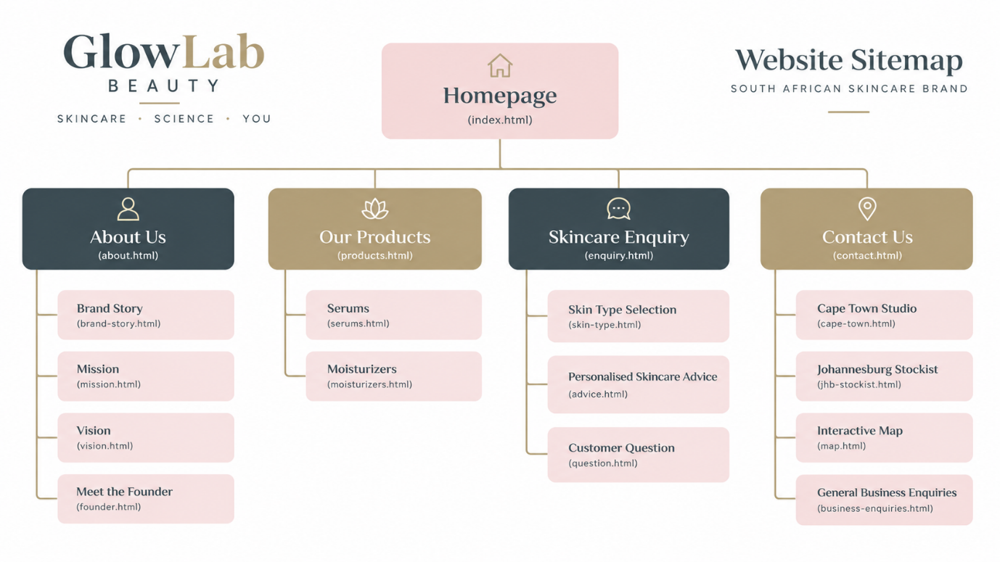 GlowLab
BEAUTY
SKINCARE • SCIENCE • YOU
Homepage
(index.html)
Website Sitemap
SOUTH AFRICAN SKINCARE BRAND
About Us
(about.html)
Brand Story
(brand-story.html)
Mission
(mission.html)
Vision
(vision.html)
Meet the Founder
(founder.html)
Our Products
(products.html)
Serums
(serums.html)
Moisturizers
(moisturizers.html)
Skincare Enquiry
(enquiry.html)
Skin Type Selection
(skin-type.html)
Personalised Skincare Advice
(advice.html)
Customer Question
(question.html)
Contact Us
(contact.html)
Cape Town Studio
(cape-town.html)
Johannesburg Stockist
(jhb-stockist.html)
Interactive Map
(map.html)
General Business Enquiries
(business-enquiries.html)